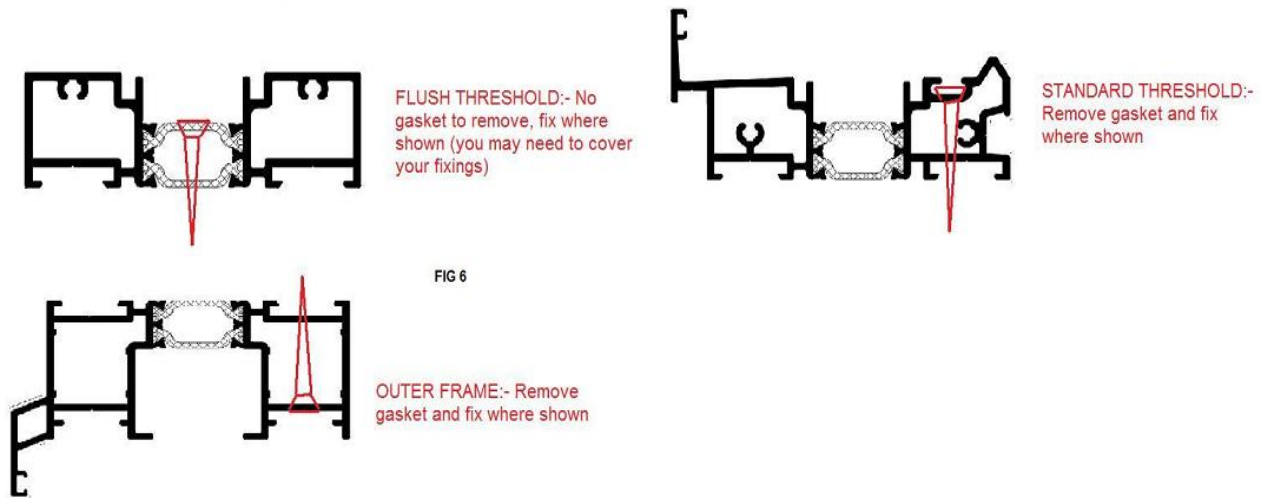 FLUSH THRESHOLD:- No
gasket to remove, fix where
shown (you may need to cover
your fixings)
STANDARD THRESHOLD:-
Remove gasket and fix
where shown
FIG 6
OUTER FRAME:- Remove
gasket and fix where shown